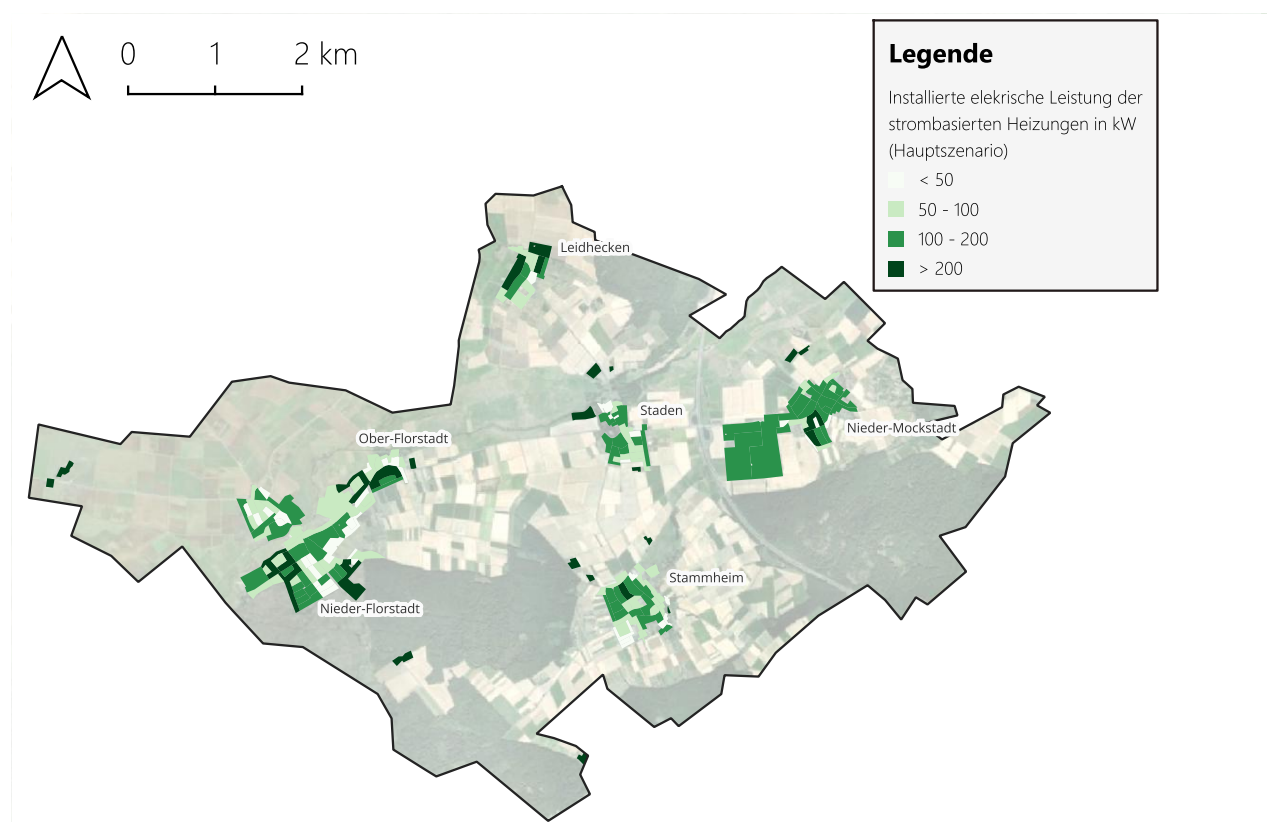 0 1 2 km
Legende
Installierte elekrische Leistung der
strombasierten Heizungen in kW
(Hauptszenario)
< 50
50 - 100
100 - 200
> 200
Leidhecken
Staden
Nieder-Mockstadt
Ober-Florstadt
Stammheim
Nieder-Florstadt